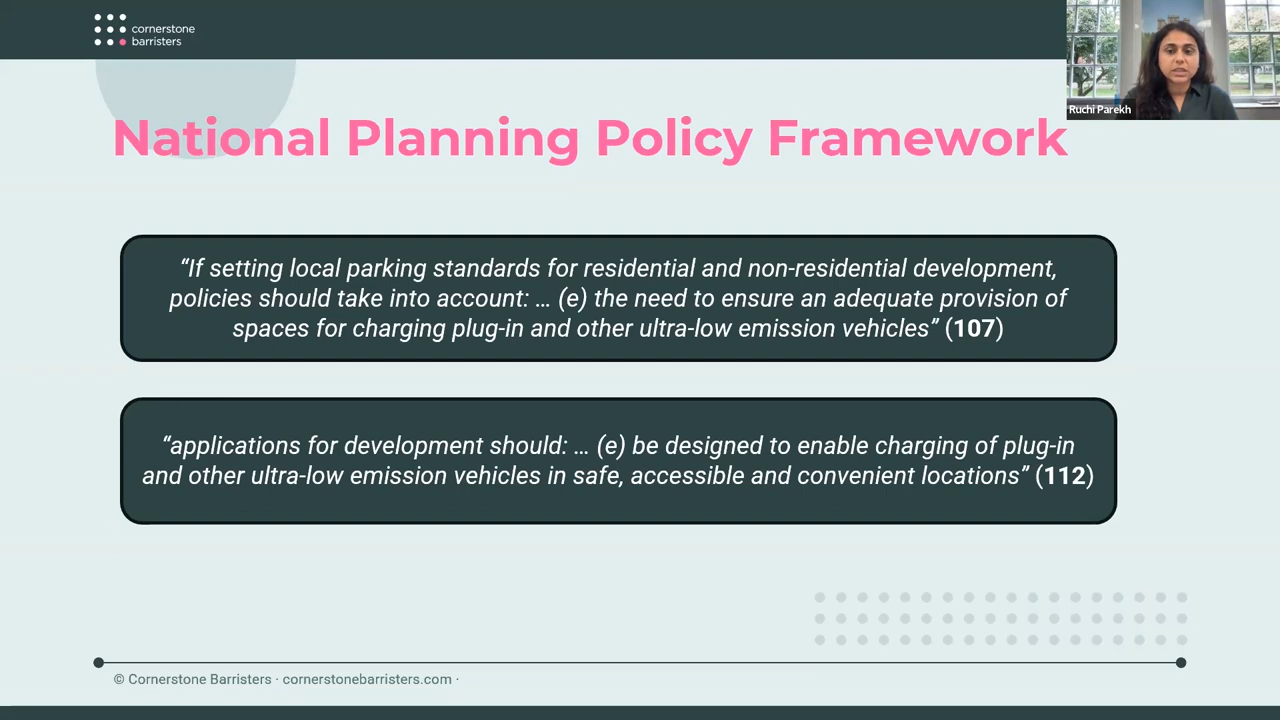 cornerstone
barristers
Ruchi Parekh
National Planning Policy Framework
“If setting local parking standards for residential and non-residential development,
policies should take into account: … (e) the need to ensure an adequate provision of
spaces for charging plug-in and other ultra-low emission vehicles” (107)
“applications for development should: … (e) be designed to enable charging of plug-in
and other ultra-low emission vehicles in safe, accessible and convenient locations” (112)
© Cornerstone Barristers · cornerstonebarristers.com ·